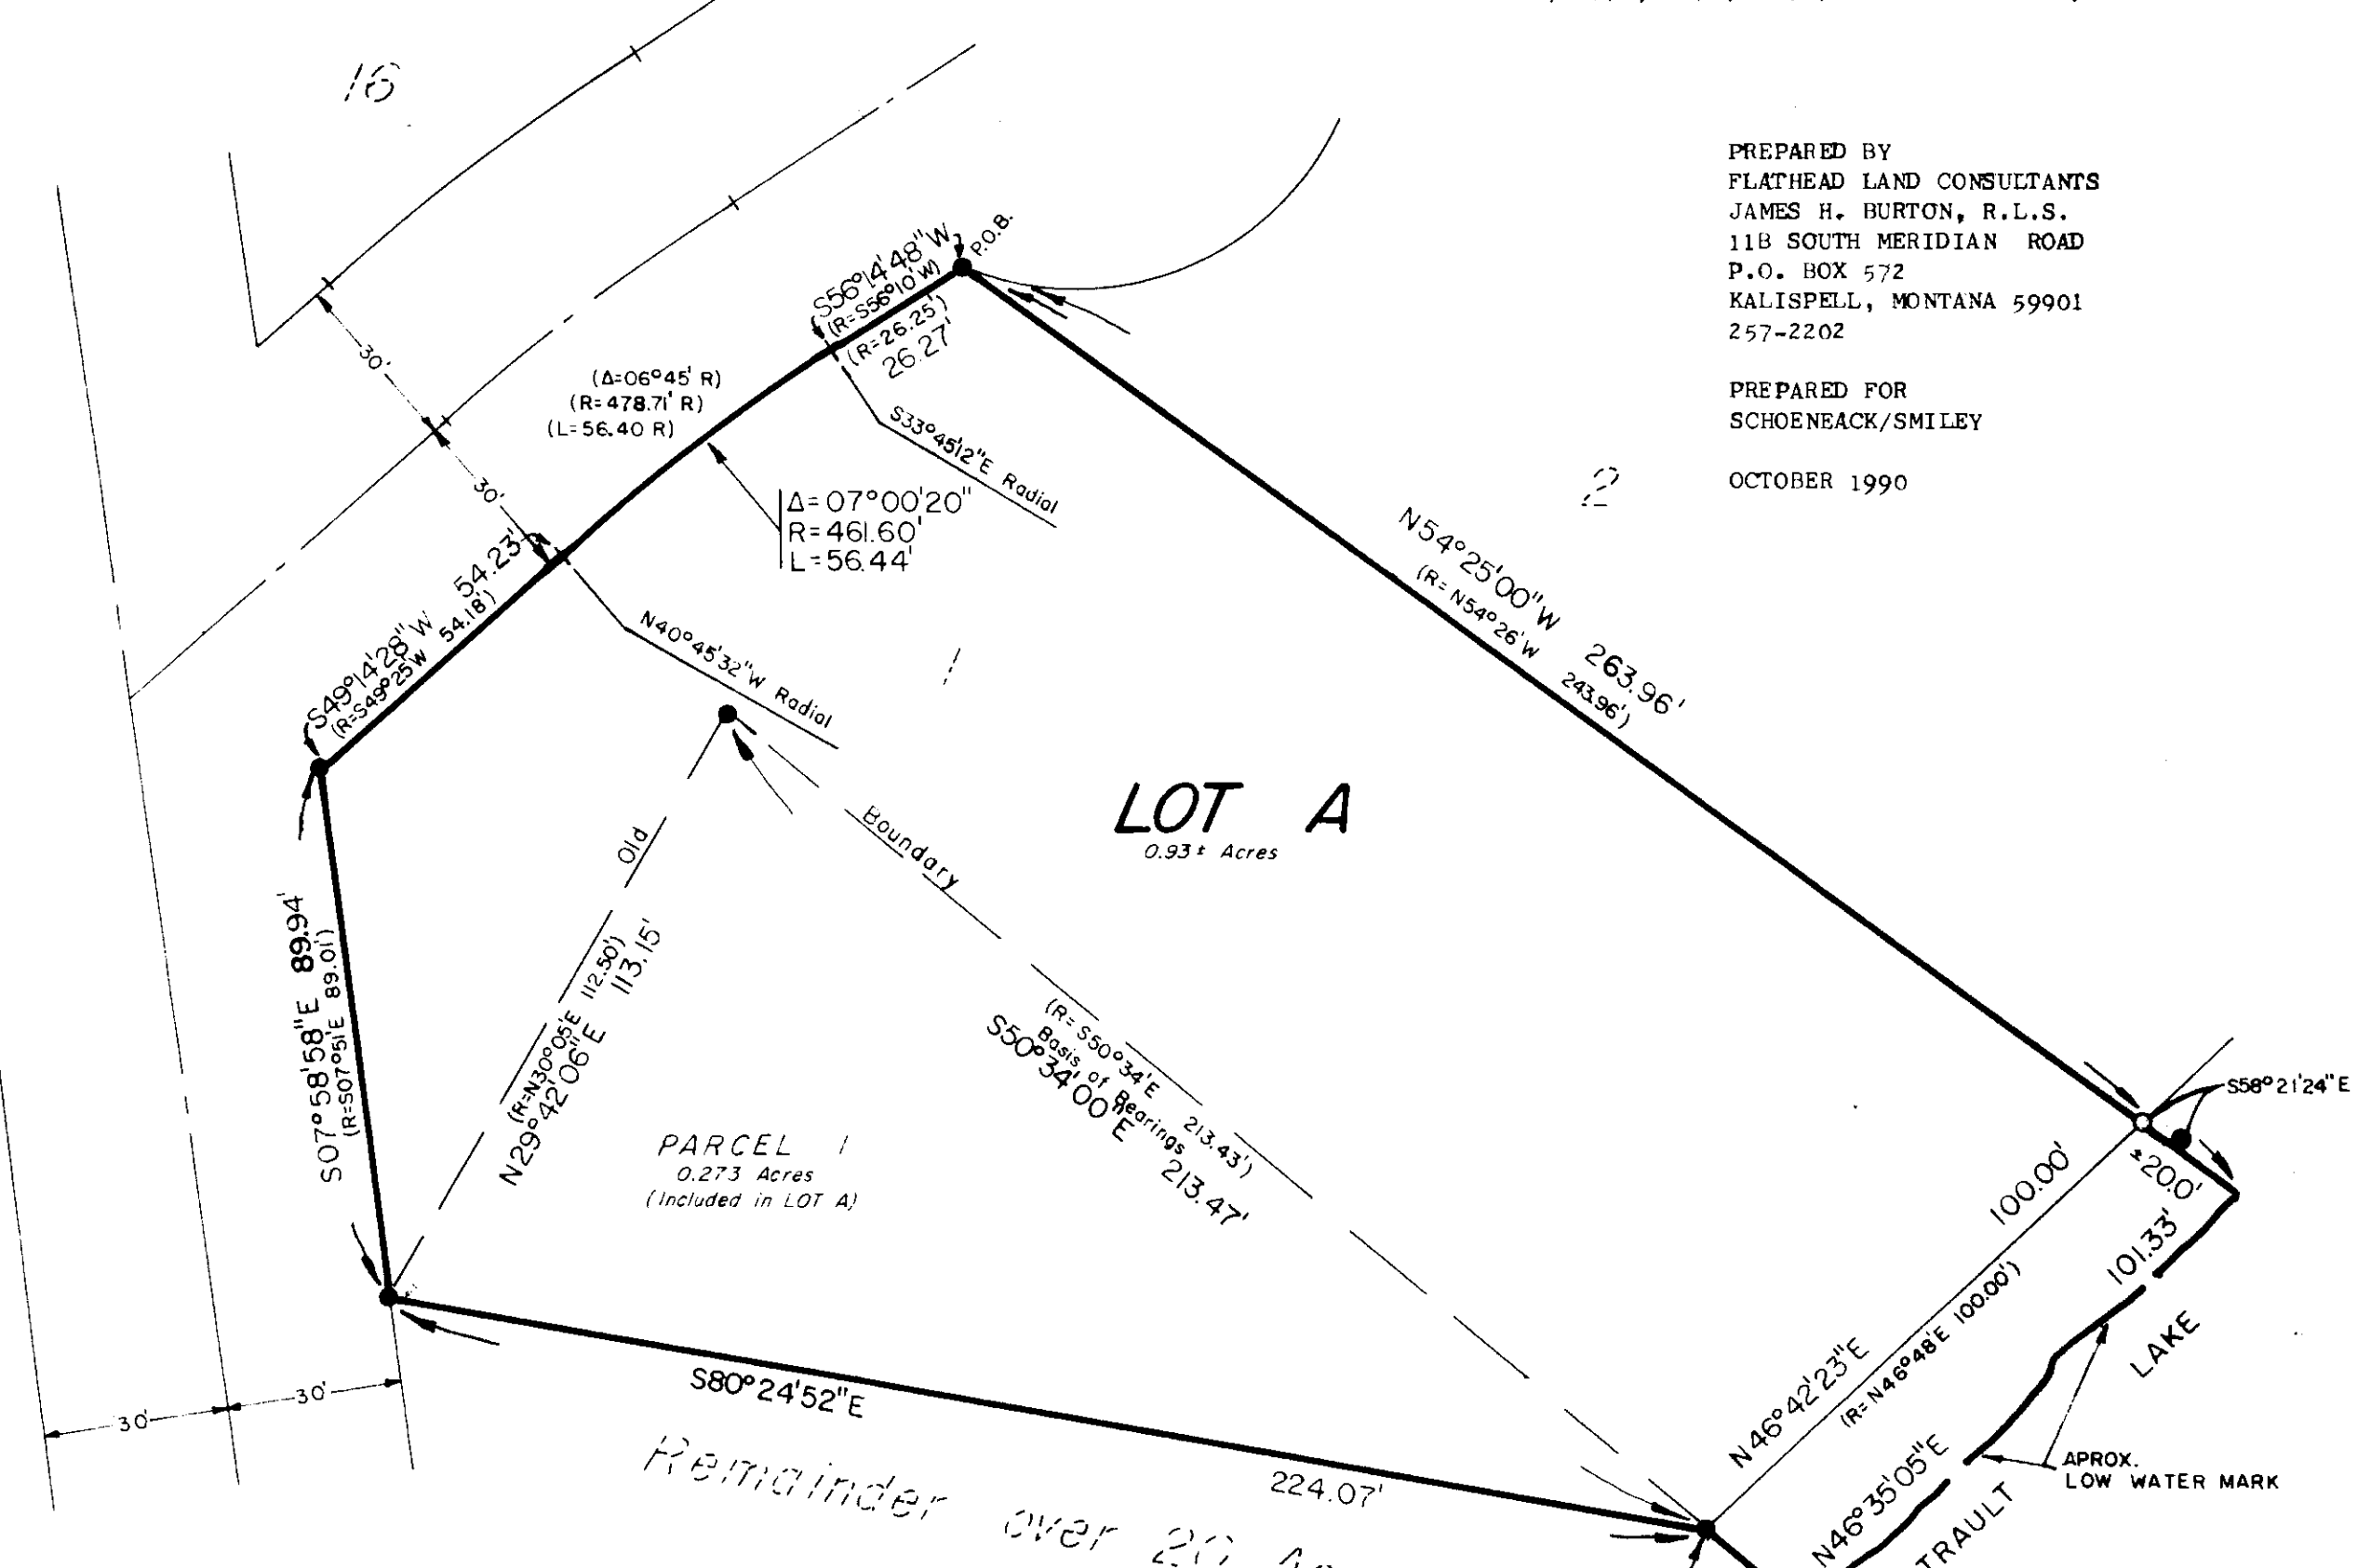 16
PREPARED BY
FLATHEAD LAND CONSULTANTS
JAMES H. BURTON, R.L.S.
11B SOUTH MERIDIAN ROAD
P.O. BOX 572
KALISPELL, MONTANA 59901
257-2202
PREPARED FOR
SCHOENEACK/SMILEY
OCTOBER 1990
P.O.B.
S56°14'48"W
(R=S56°10'W)
(R=26.25')
26.27'
30'
(Δ=06°45' R)
(R=478.71' R)
(L=56.40 R)
S33°45'12"E Radial
30'
Δ=07°00'20"
R=461.60'
L=56.44'
2
N54°25'00"W 263.96'
(R=N54°26'W 243.96')
S49°14'28"W 54.23'
(R=S49°25'W 54.18')
N40°45'32"W Radial
1
LOT A
0.93± Acres
Old
Boundary
S07°58'58"E 89.94'
(R=S07°51'E 89.01')
(R=N30°05'E 112.50')
N29°42'06"E 113.15'
(R=S50°34'E 213.43')
Basis of Bearings
S50°34'00"E 213.47'
PARCEL 1
0.273 Acres
(Included in LOT A)
S58°21'24"E
±20.0'
100.00'
101.33'
N46°42'23"E
(R=N46°48'E 100.00')
LAKE
30'
30'
S80°24'52"E
224.07'
APROX.
LOW WATER MARK
N46°35'05"E
TRAULT
Remainder over 20